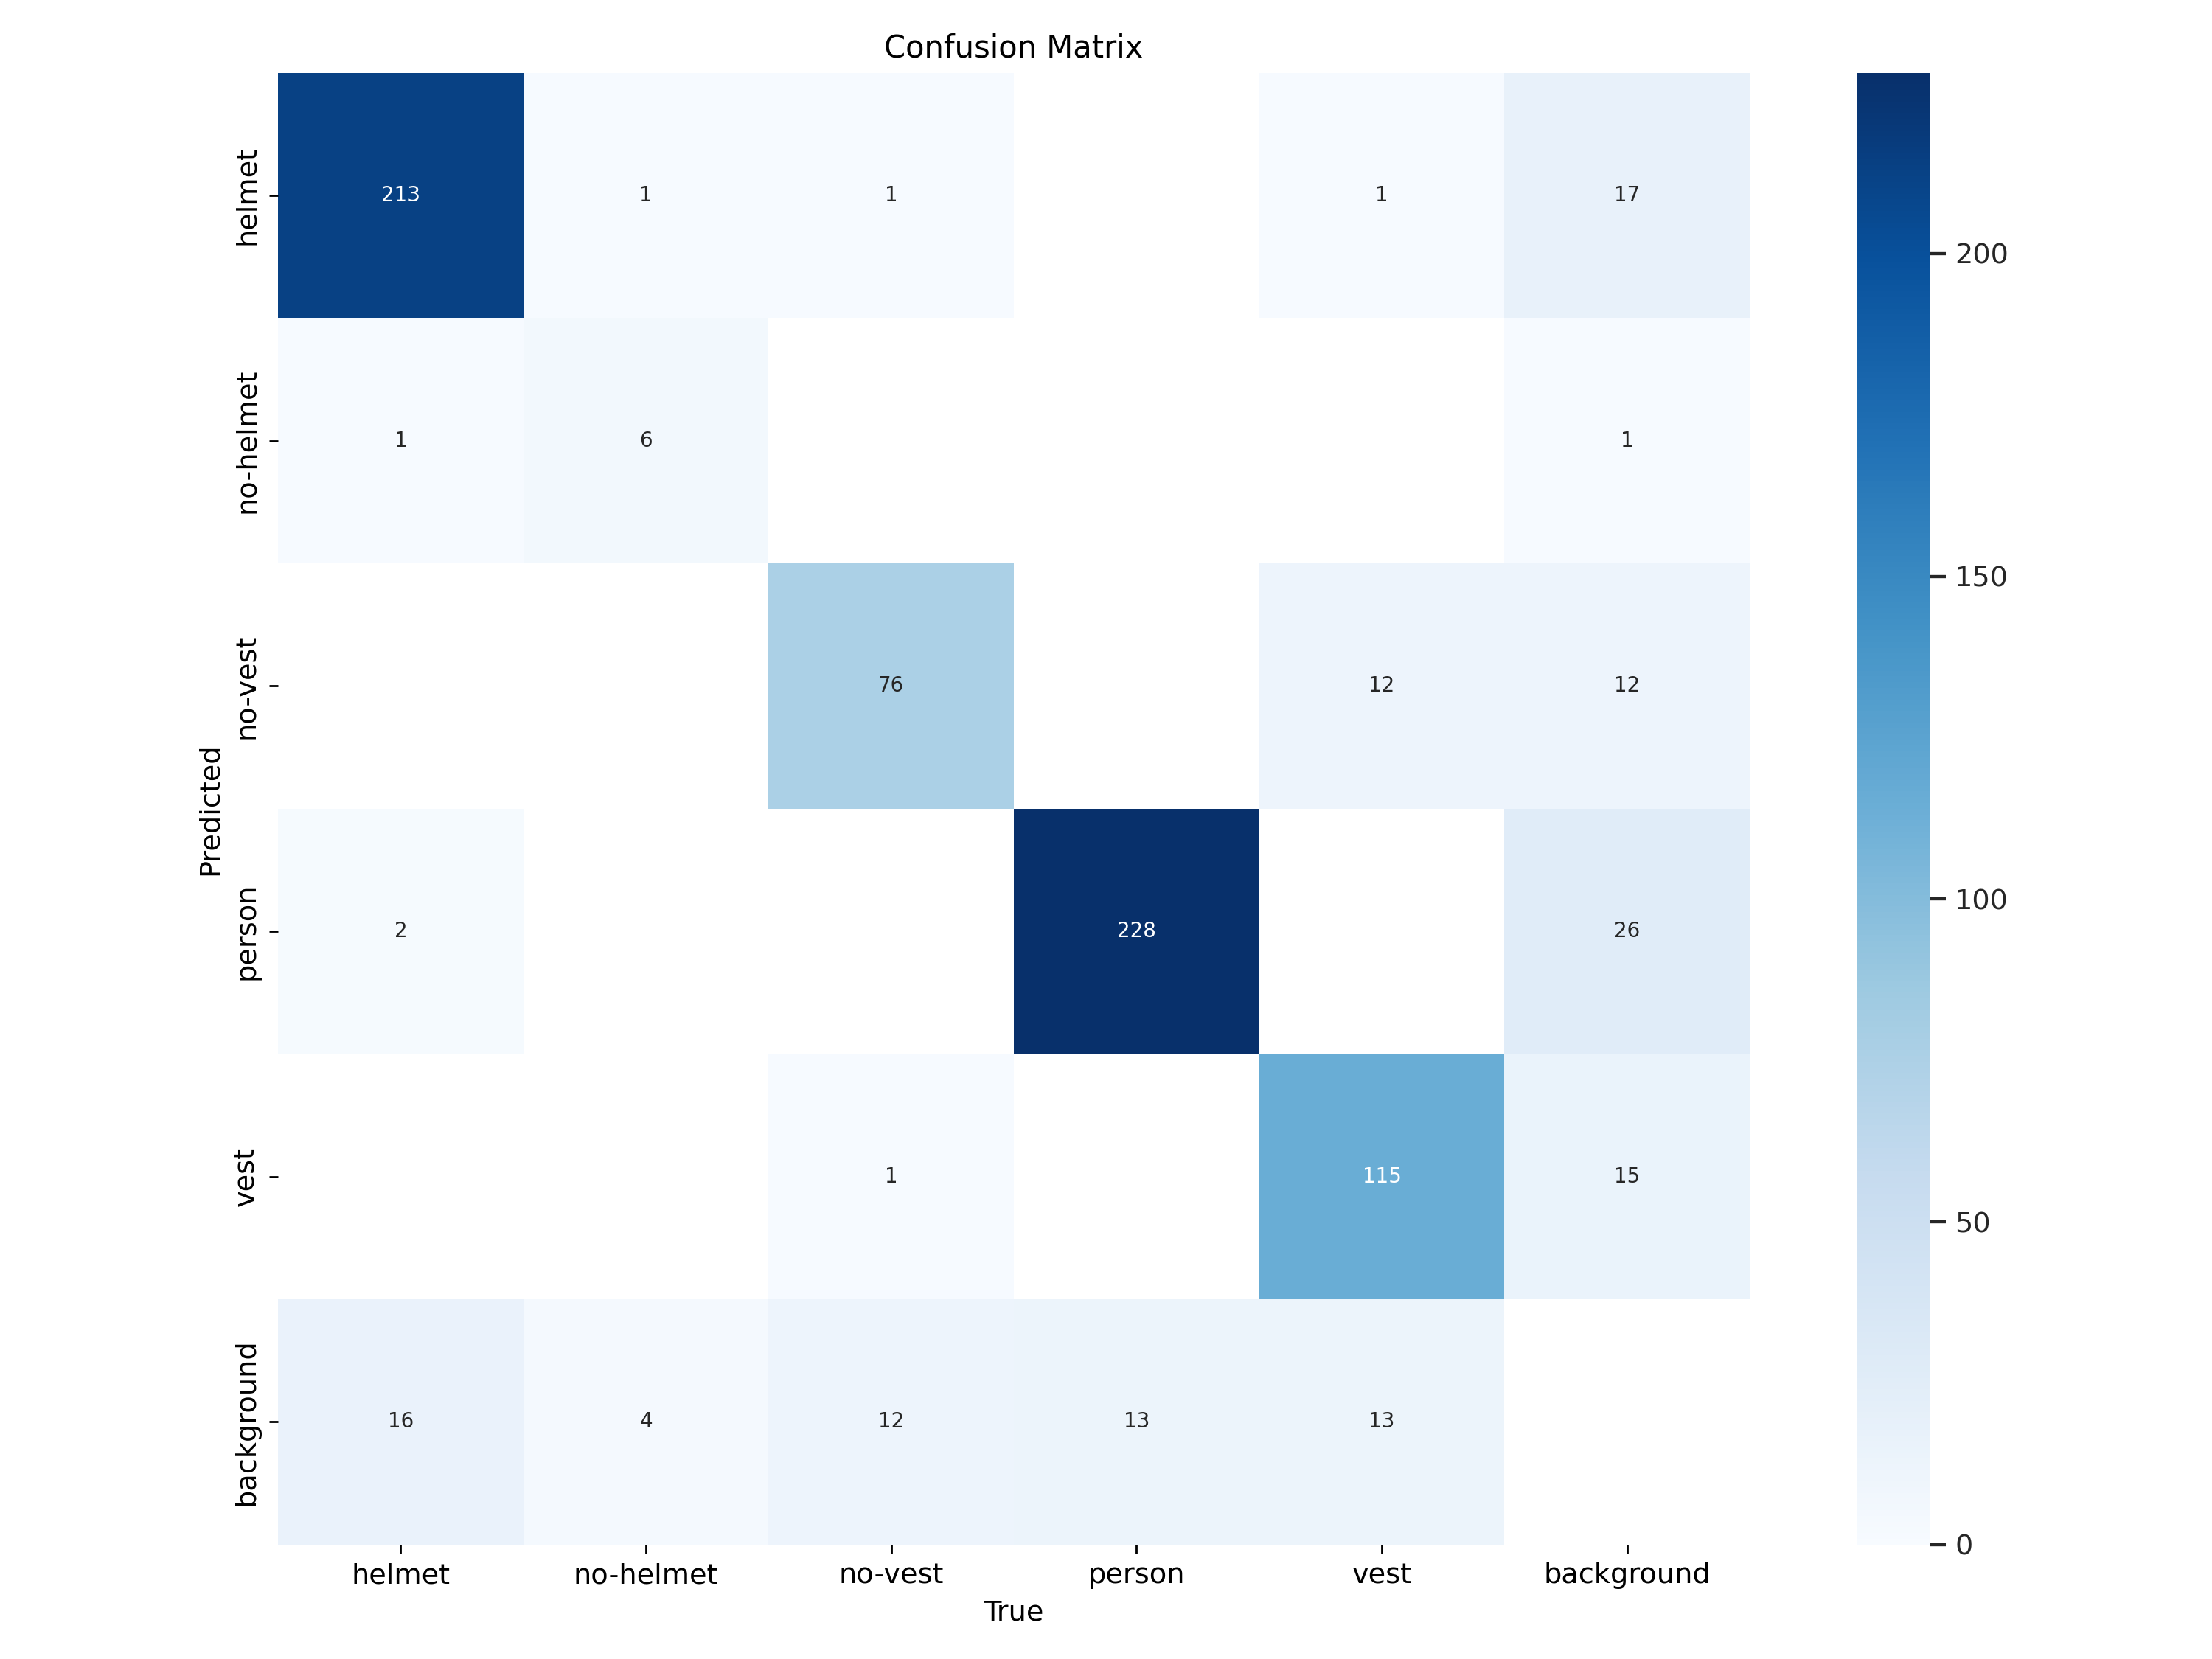 Confusion Matrix
helmet
213 1 1 1 17
no-helmet
1 6 1
no-vest
76 12 12
person
2 228 26
vest
1 115 15
background
16 4 12 13 13
Predicted
helmet no-helmet no-vest person vest background
True
200
150
100
50
0